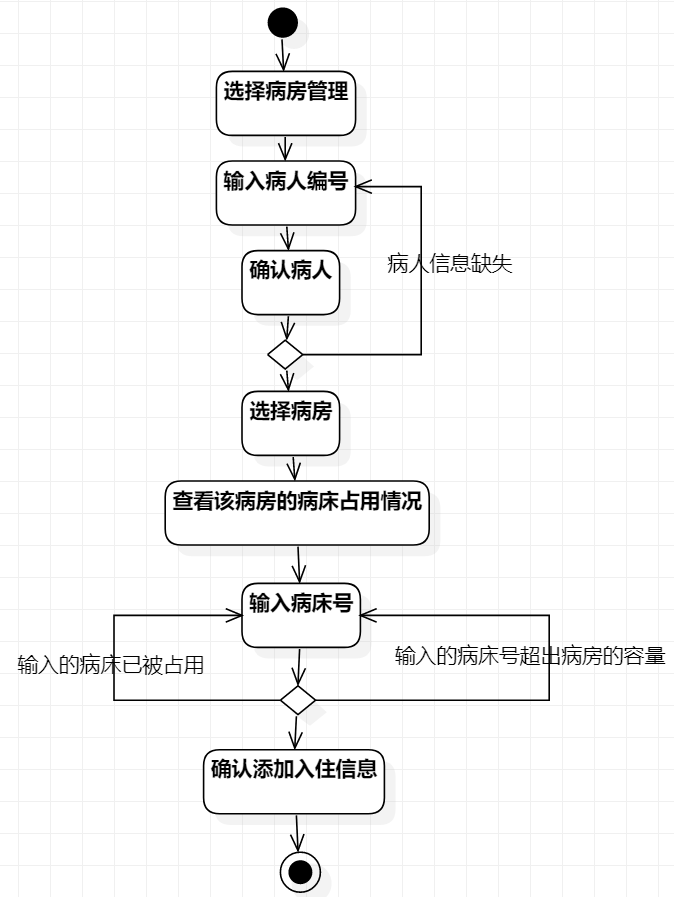 选择病房管理
输入病人编号
确认病人
病人信息缺失
选择病房
查看该病房的病床占用情况
输入病床号
输入的病床已被占用
输入的病床号超出病房的容量
确认添加入住信息